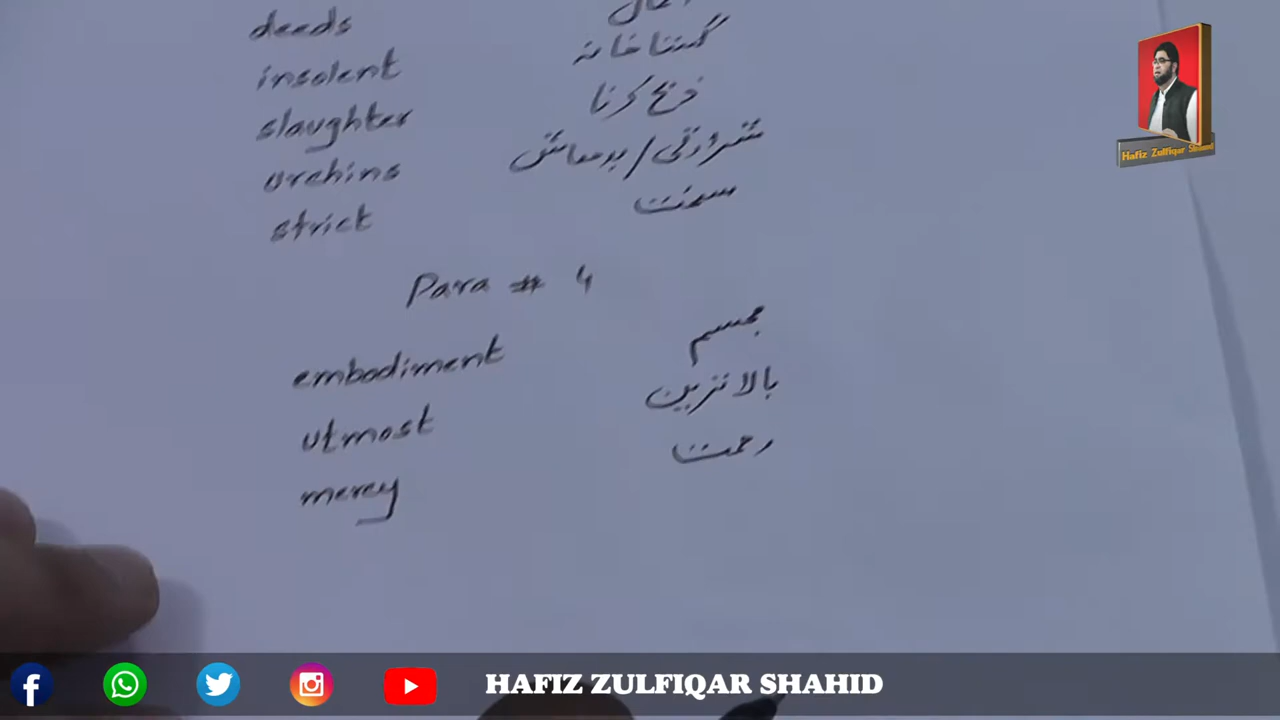 deeds
insolent گستاخانہ
slaughter ذبح کرنا
urchins شرارتی / بدمعاش
strict سخت
Para # 4
embodiment مجسم
utmost بالاترین
mercy رحمت
Hafiz Zulfiqar Shahid
HAFIZ ZULFIQAR SHAHID